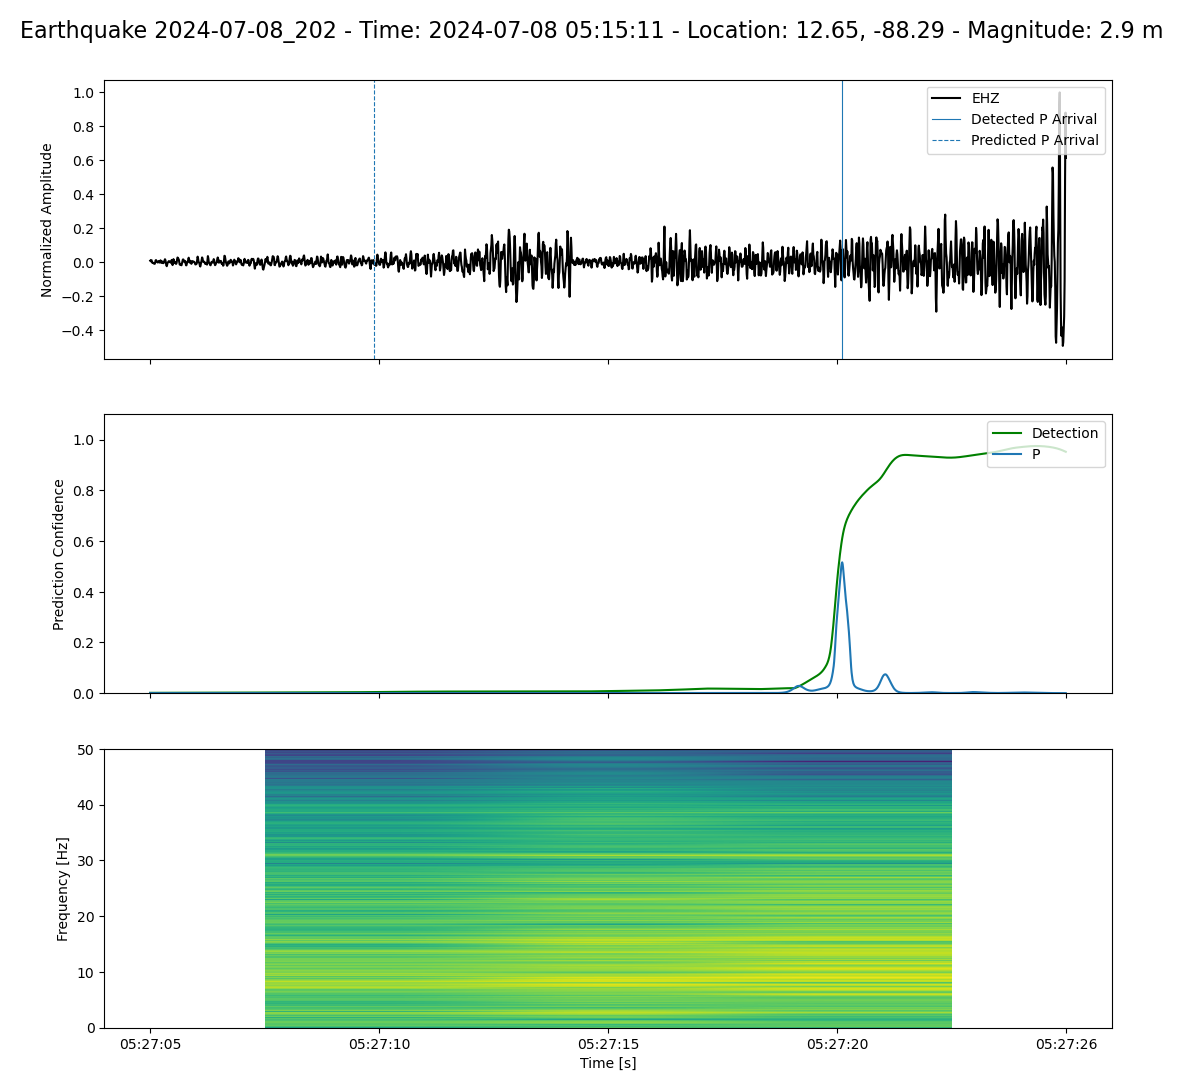 Earthquake 2024-07-08_202 - Time: 2024-07-08 05:15:11 - Location: 12.65, -88.29 - Magnitude: 2.9 m
Normalized Amplitude
1.0
0.8
0.6
0.4
0.2
0.0
−0.2
−0.4
EHZ
Detected P Arrival
Predicted P Arrival
Prediction Confidence
1.0
0.8
0.6
0.4
0.2
0.0
Detection
P
Frequency [Hz]
50
40
30
20
10
0
05:27:05 05:27:10 05:27:15 05:27:20 05:27:26
Time [s]